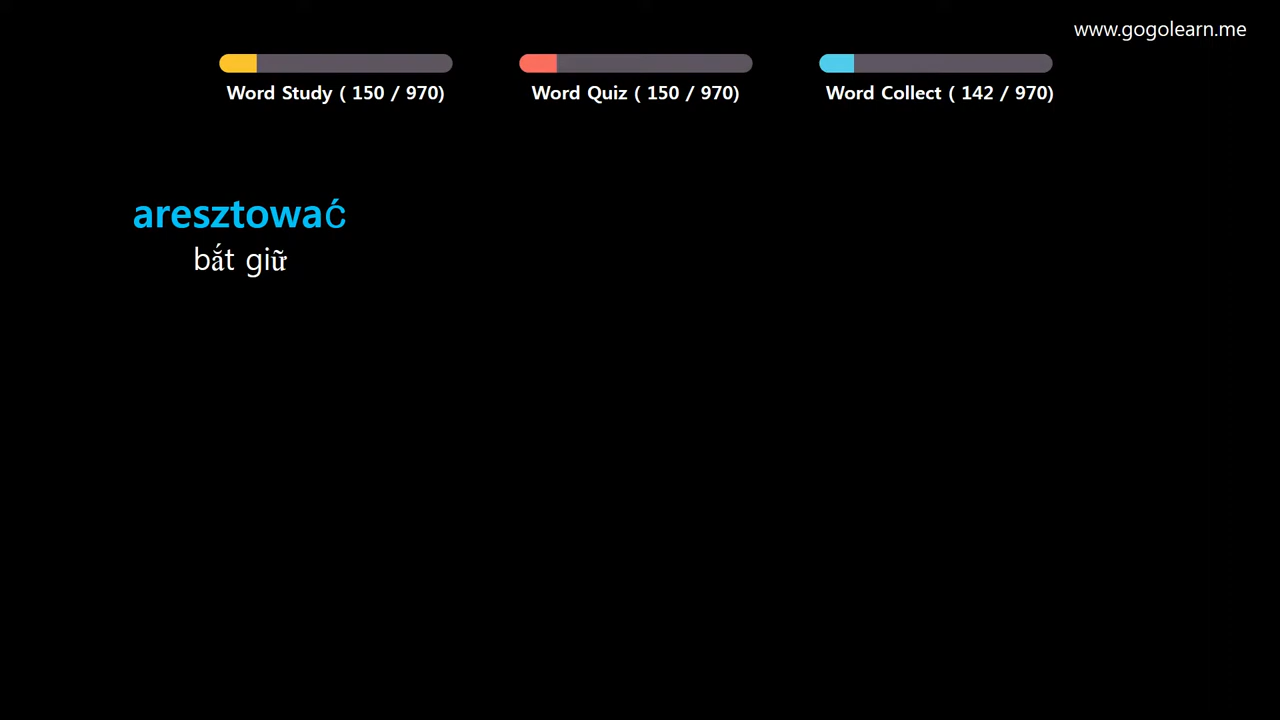 www.gogolearn.me
Word Study ( 150 / 970)
Word Quiz ( 150 / 970)
Word Collect ( 142 / 970)
aresztować
bắt giữ